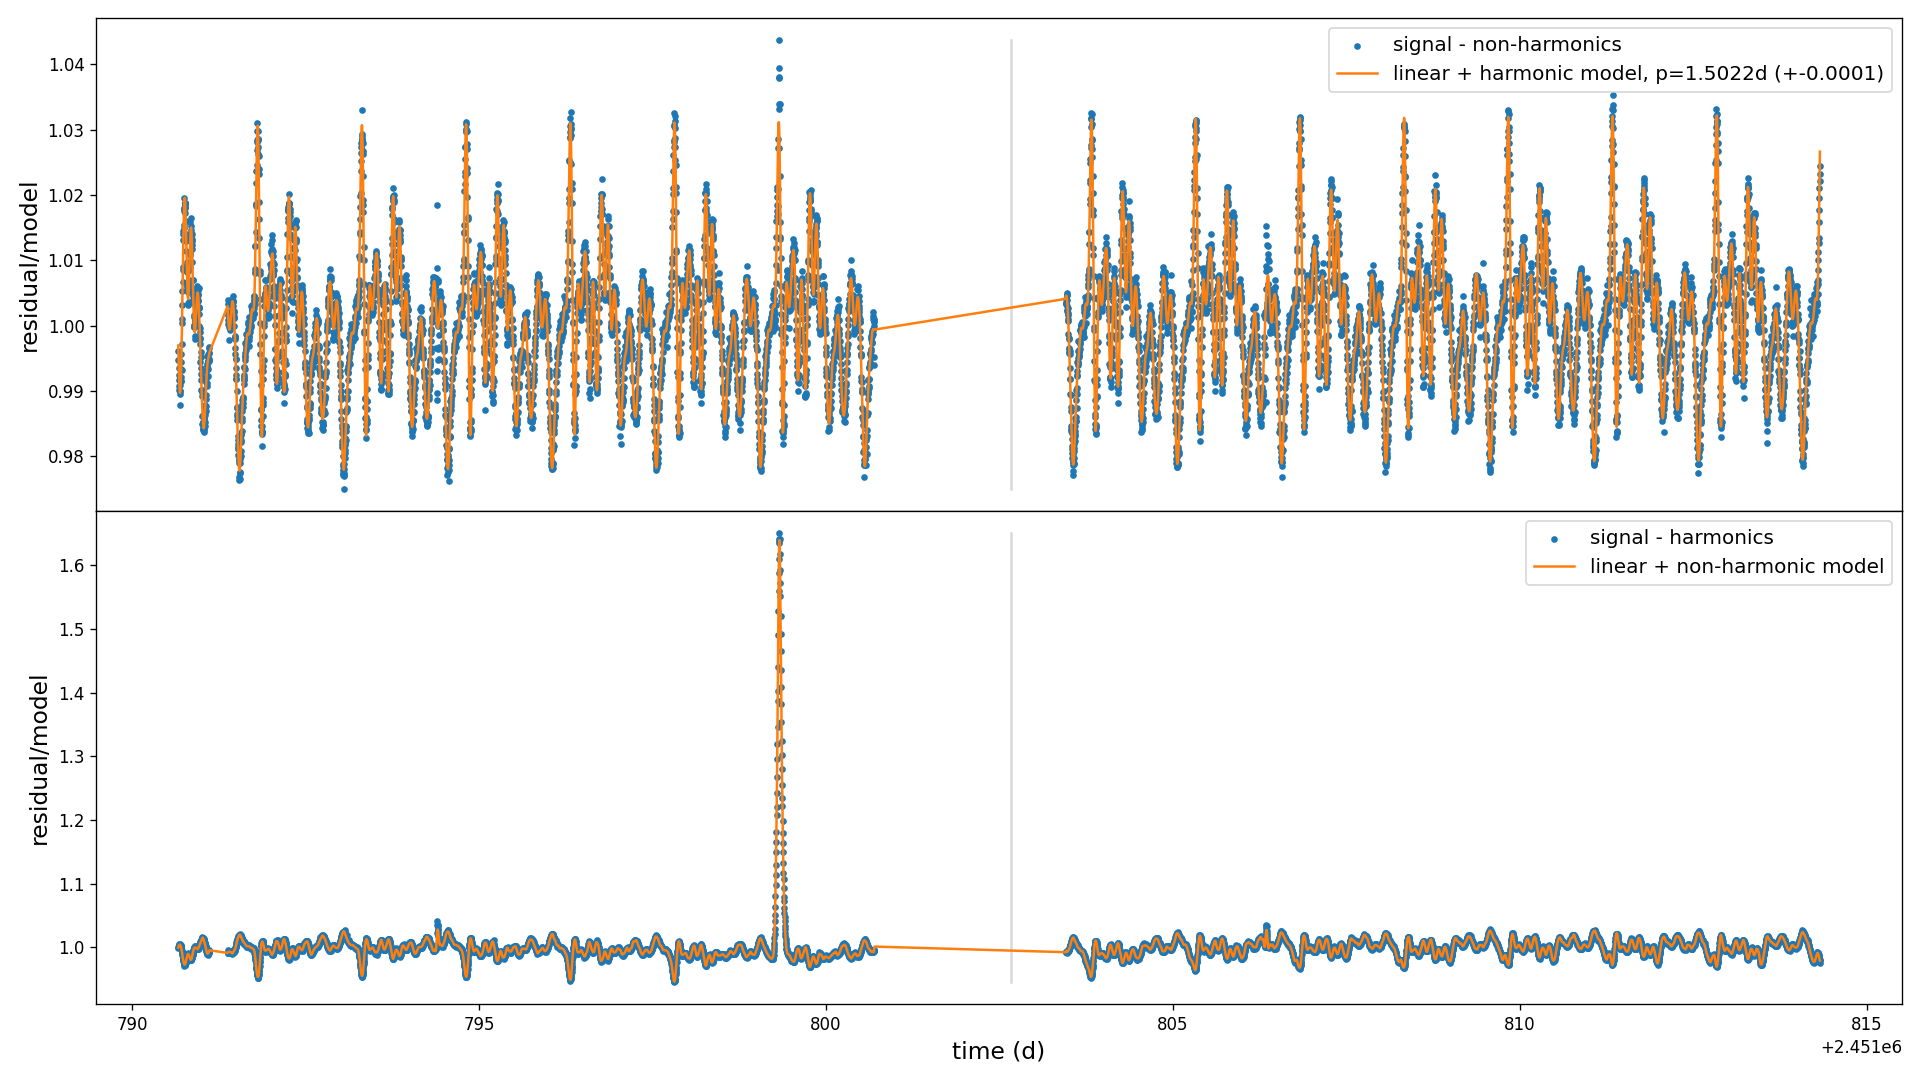 signal - non-harmonics
linear + harmonic model, p=1.5022d (+-0.0001)
1.04
1.03
1.02
1.01
1.00
0.99
0.98
residual/model
signal - harmonics
linear + non-harmonic model
1.6
1.5
1.4
1.3
1.2
1.1
1.0
residual/model
790
795
800
805
810
815
time (d)
+2.451e6